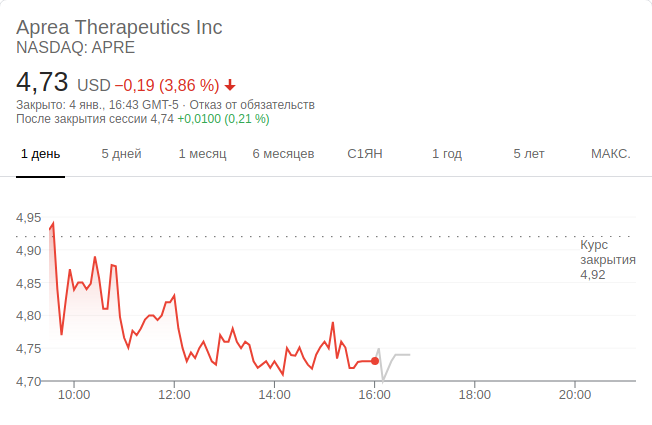 Aprea Therapeutics Inc
NASDAQ: APRE
4,73 USD −0,19 (3,86 %)
Закрыто: 4 янв., 16:43 GMT-5 · Отказ от обязательств
После закрытия сессии 4,74 +0,0100 (0,21 %)
1 день 5 дней 1 месяц 6 месяцев С1ЯН 1 год 5 лет МАКС.
4,95
4,90
4,85
4,80
4,75
4,70
Курс
закрытия
4,92
10:00 12:00 14:00 16:00 18:00 20:00